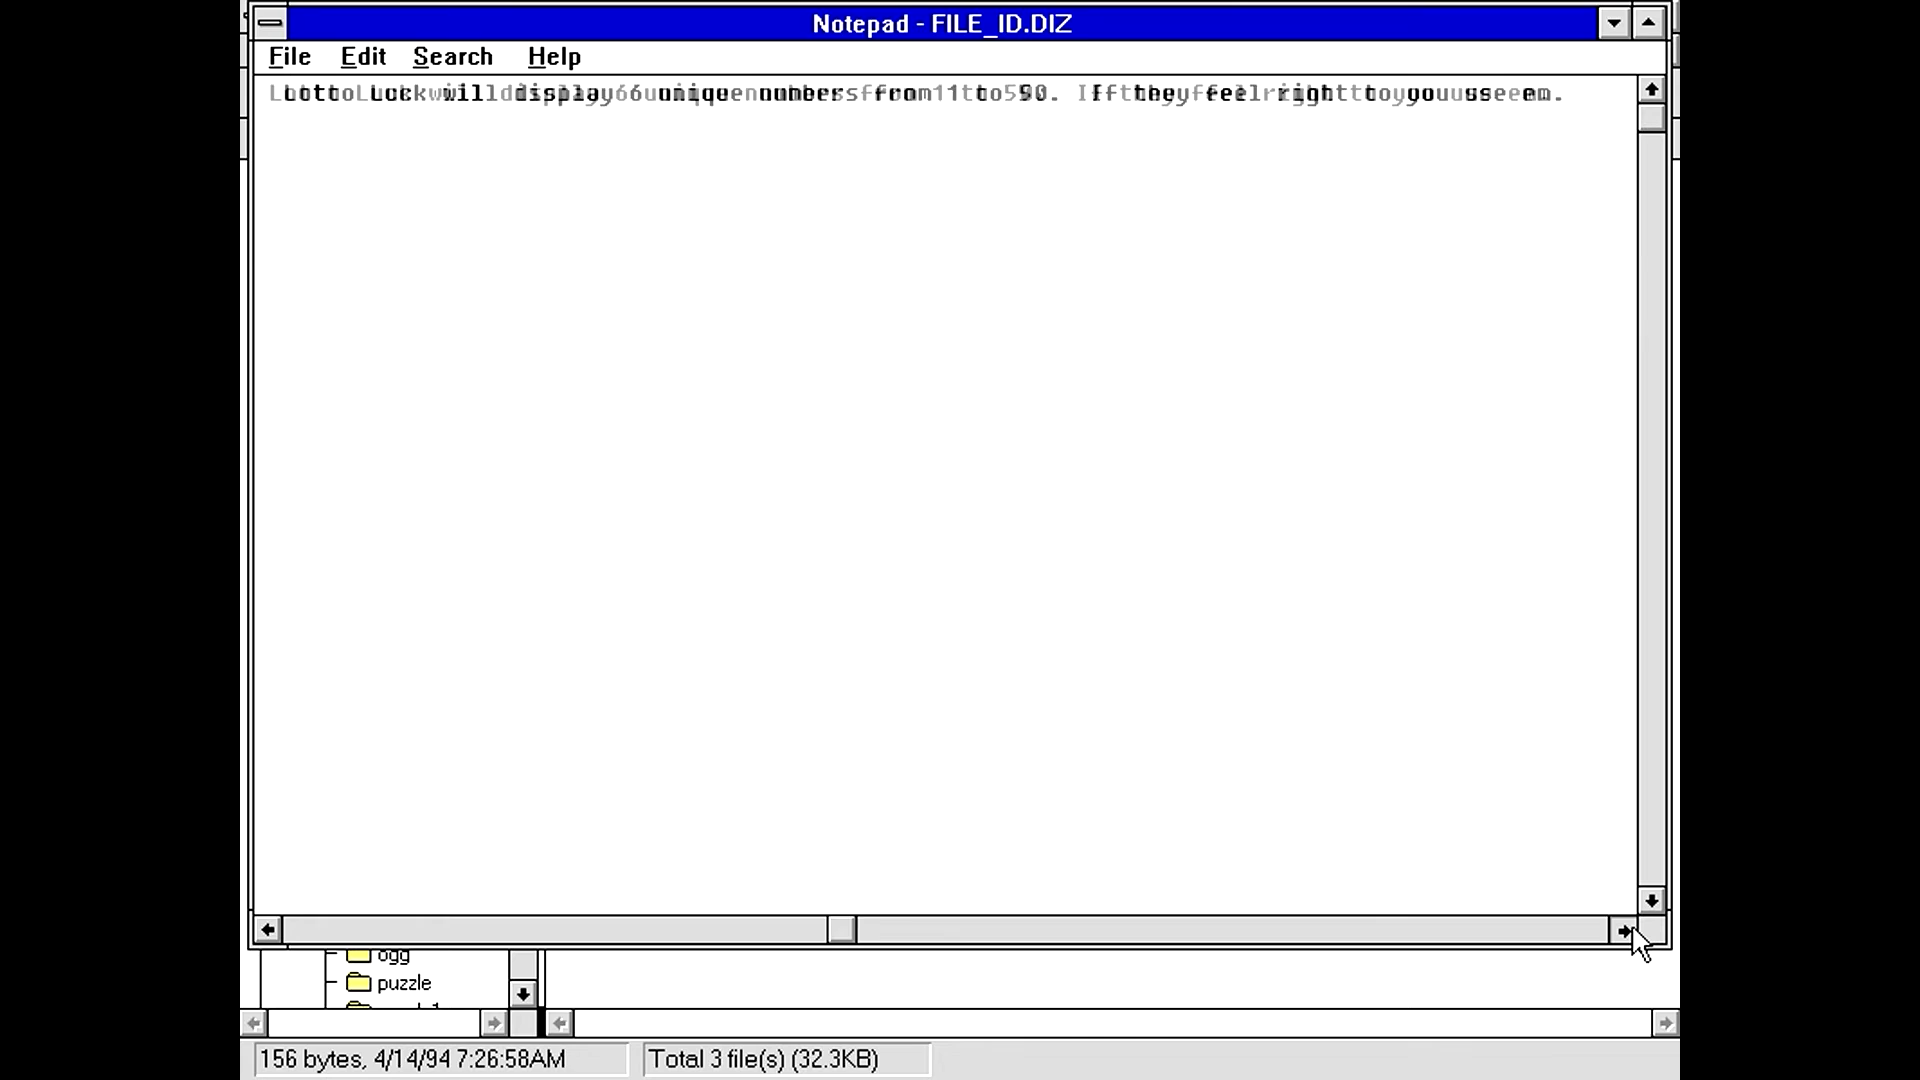 Notepad - FILE_ID.DIZ
File Edit Search Help
Lotto Luck will display 6 unique numbers from 1 to 50. If they feel right to you use em.
ogg
puzzle
156 bytes, 4/14/94 7:26:58AM Total 3 file(s) (32.3KB)